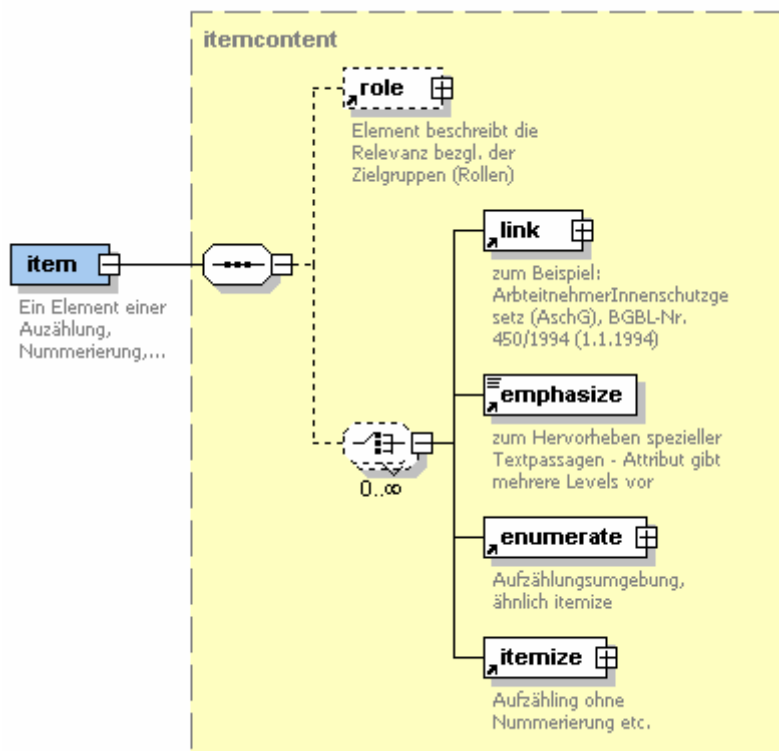 itemcontent
role
Element beschreibt die
Relevanz bezgl. der
Zielgruppen (Rollen)
item
Ein Element einer
Auzählung,
Nummerierung,...
link
zum Beispiel:
ArbteitnehmerInnenschutzge
setz (AschG), BGBL-Nr.
450/1994 (1.1.1994)
emphasize
zum Hervorheben spezieller
Textpassagen - Attribut gibt
mehrere Levels vor
0..∞
enumerate
Aufzählungsumgebung,
ähnlich itemize
itemize
Aufzähling ohne
Nummerierung etc.